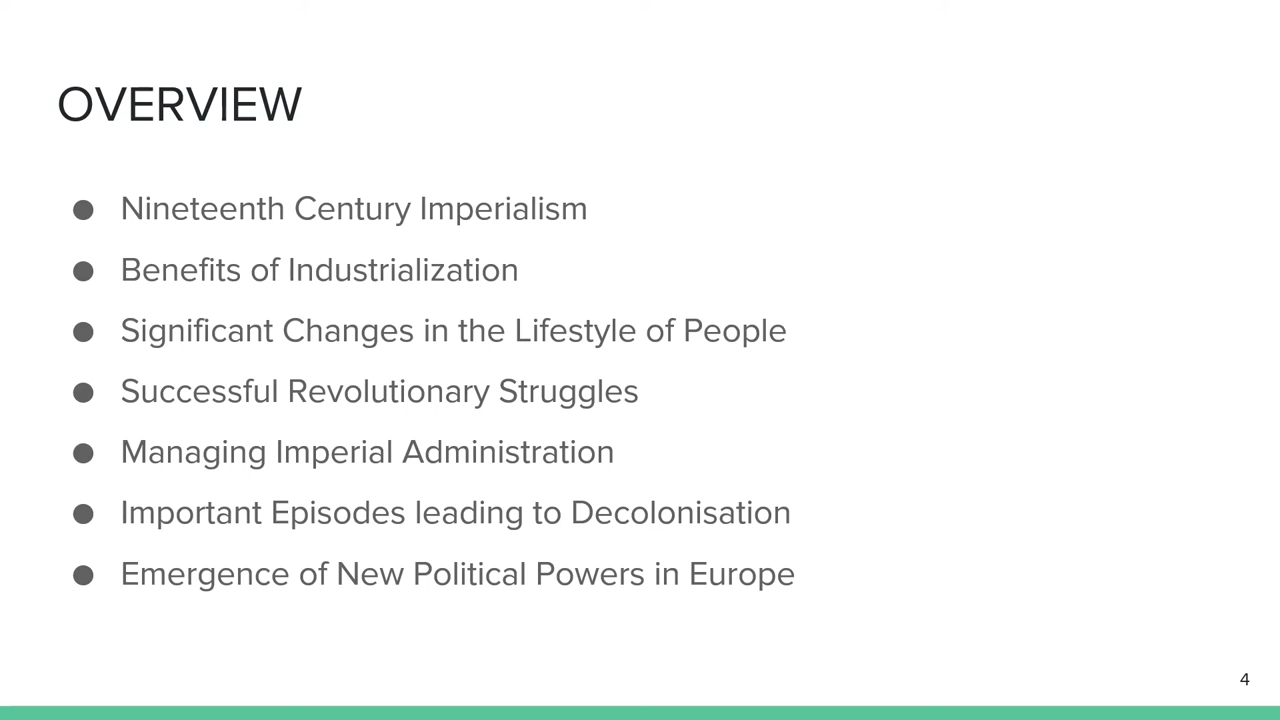 OVERVIEW
● Nineteenth Century Imperialism
● Benefits of Industrialization
● Significant Changes in the Lifestyle of People
● Successful Revolutionary Struggles
● Managing Imperial Administration
● Important Episodes leading to Decolonisation
● Emergence of New Political Powers in Europe
4